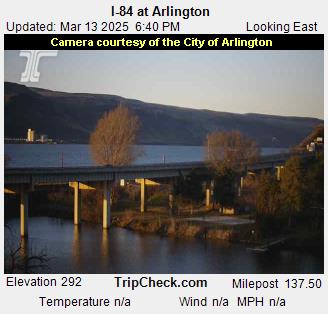 I-84 at Arlington
Updated: Mar 13 2025 6:40 PM Looking East
Camera courtesy of the City of Arlington
Elevation 292 TripCheck.com Milepost 137.50
Temperature n/a Wind n/a MPH n/a